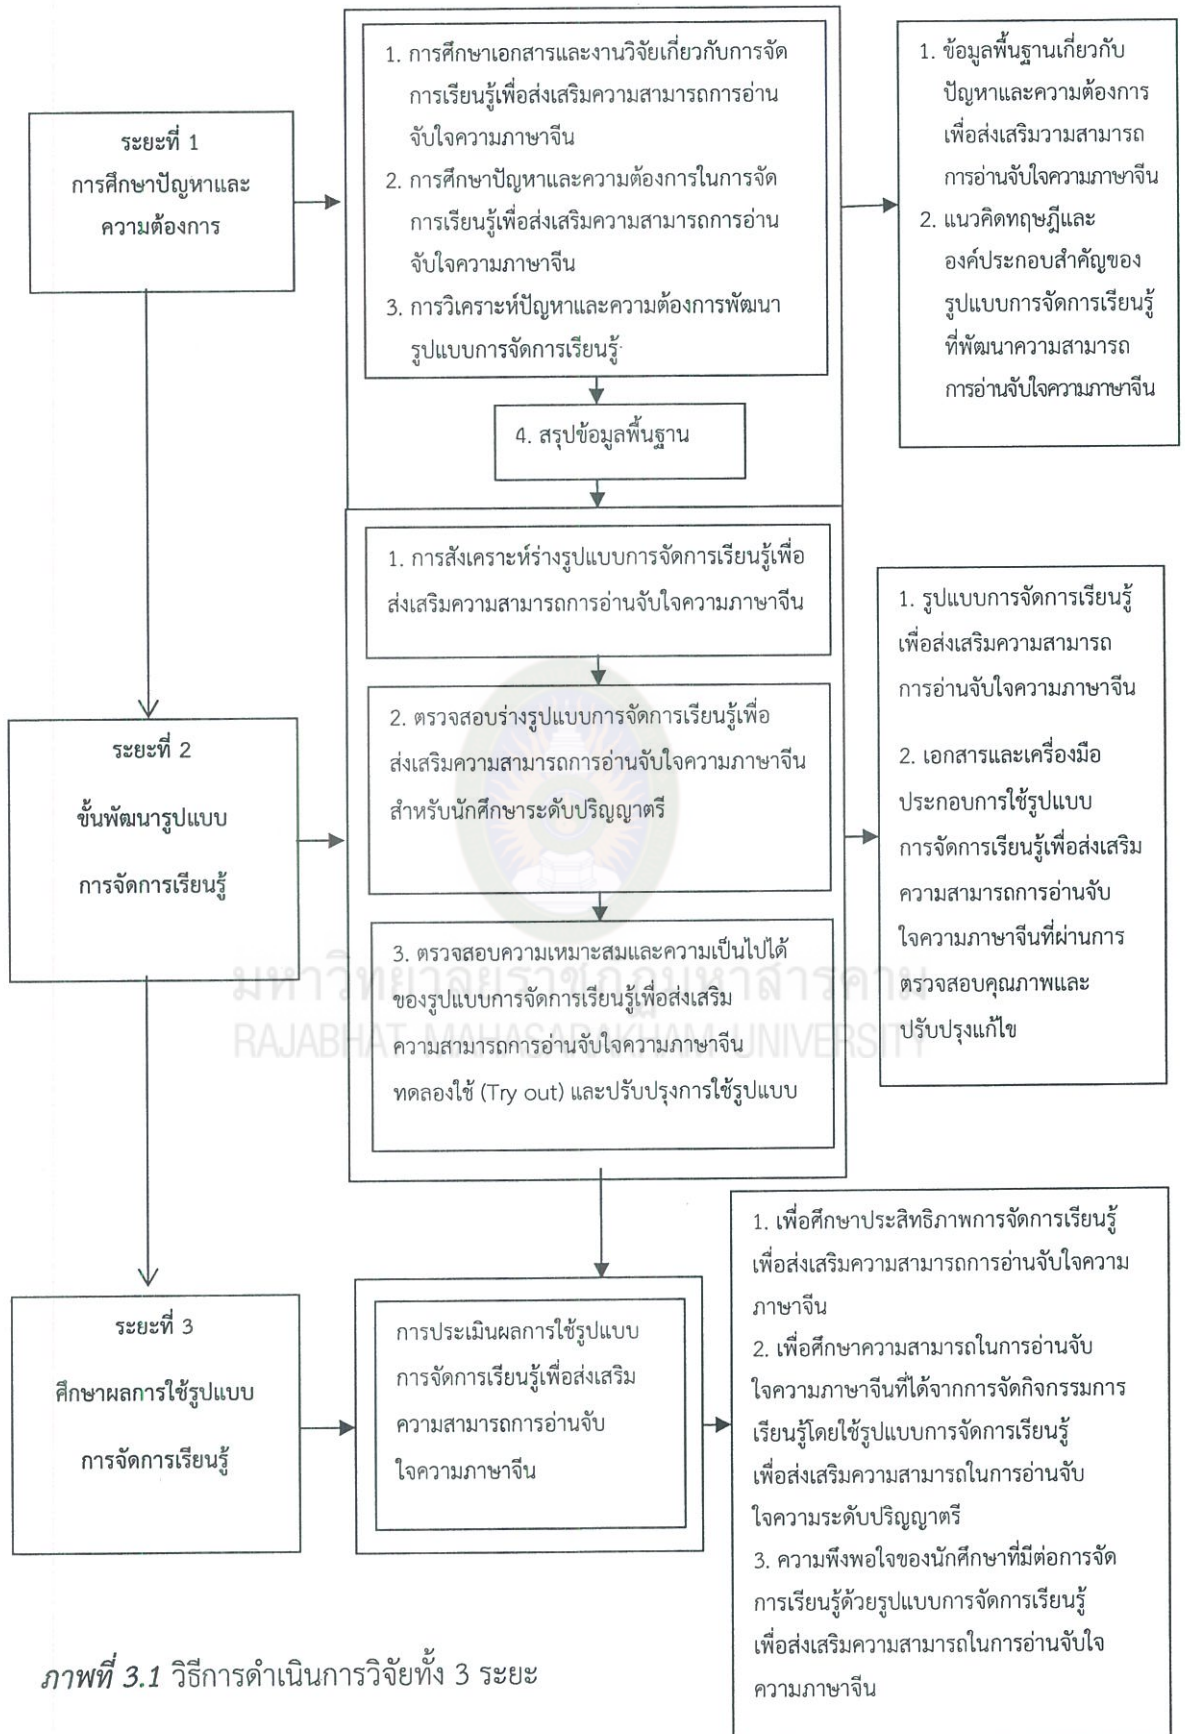 ระยะที่ 1
การศึกษาปัญหาและ
ความต้องการ
1. การศึกษาเอกสารและงานวิจัยเกี่ยวกับการจัด
การเรียนรู้เพื่อส่งเสริมความสามารถการอ่าน
จับใจความภาษาจีน
2. การศึกษาปัญหาและความต้องการในการจัด
การเรียนรู้เพื่อส่งเสริมความสามารถการอ่าน
จับใจความภาษาจีน
3. การวิเคราะห์ปัญหาและความต้องการพัฒนา
รูปแบบการจัดการเรียนรู้
4. สรุปข้อมูลพื้นฐาน
1. ข้อมูลพื้นฐานเกี่ยวกับ
ปัญหาและความต้องการ
เพื่อส่งเสริมวามสามารถ
การอ่านจับใจความภาษาจีน
2. แนวคิดทฤษฎีและ
องค์ประกอบสำคัญของ
รูปแบบการจัดการเรียนรู้
ที่พัฒนาความสามารถ
การอ่านจับใจความภาษาจีน
ระยะที่ 2
ขั้นพัฒนารูปแบบ
การจัดการเรียนรู้
1. การสังเคราะห์ร่างรูปแบบการจัดการเรียนรู้เพื่อ
ส่งเสริมความสามารถการอ่านจับใจความภาษาจีน
2. ตรวจสอบร่างรูปแบบการจัดการเรียนรู้เพื่อ
ส่งเสริมความสามารถการอ่านจับใจความภาษาจีน
สำหรับนักศึกษาระดับปริญญาตรี
3. ตรวจสอบความเหมาะสมและความเป็นไปได้
ของรูปแบบการจัดการเรียนรู้เพื่อส่งเสริม
ความสามารถการอ่านจับใจความภาษาจีน
ทดลองใช้ (Try out) และปรับปรุงการใช้รูปแบบ
1. รูปแบบการจัดการเรียนรู้
เพื่อส่งเสริมความสามารถ
การอ่านจับใจความภาษาจีน
2. เอกสารและเครื่องมือ
ประกอบการใช้รูปแบบ
การจัดการเรียนรู้เพื่อส่งเสริม
ความสามารถการอ่านจับ
ใจความภาษาจีนที่ผ่านการ
ตรวจสอบคุณภาพและ
ปรับปรุงแก้ไข
มหาวิทยาลัยราชภัฏมหาสารคาม
RAJABHAT MAHASARAKHAM UNIVERSITY
ระยะที่ 3
ศึกษาผลการใช้รูปแบบ
การจัดการเรียนรู้
การประเมินผลการใช้รูปแบบ
การจัดการเรียนรู้เพื่อส่งเสริม
ความสามารถการอ่านจับ
ใจความภาษาจีน
1. เพื่อศึกษาประสิทธิภาพการจัดการเรียนรู้
เพื่อส่งเสริมความสามารถการอ่านจับใจความ
ภาษาจีน
2. เพื่อศึกษาความสามารถในการอ่านจับ
ใจความภาษาจีนที่ได้จากการจัดกิจกรรมการ
เรียนรู้โดยใช้รูปแบบการจัดการเรียนรู้
เพื่อส่งเสริมความสามารถในการอ่านจับ
ใจความระดับปริญญาตรี
3. ความพึงพอใจของนักศึกษาที่มีต่อการจัด
การเรียนรู้ด้วยรูปแบบการจัดการเรียนรู้
เพื่อส่งเสริมความสามารถในการอ่านจับใจ
ความภาษาจีน
ภาพที่ 3.1 วิธีการดำเนินการวิจัยทั้ง 3 ระยะ